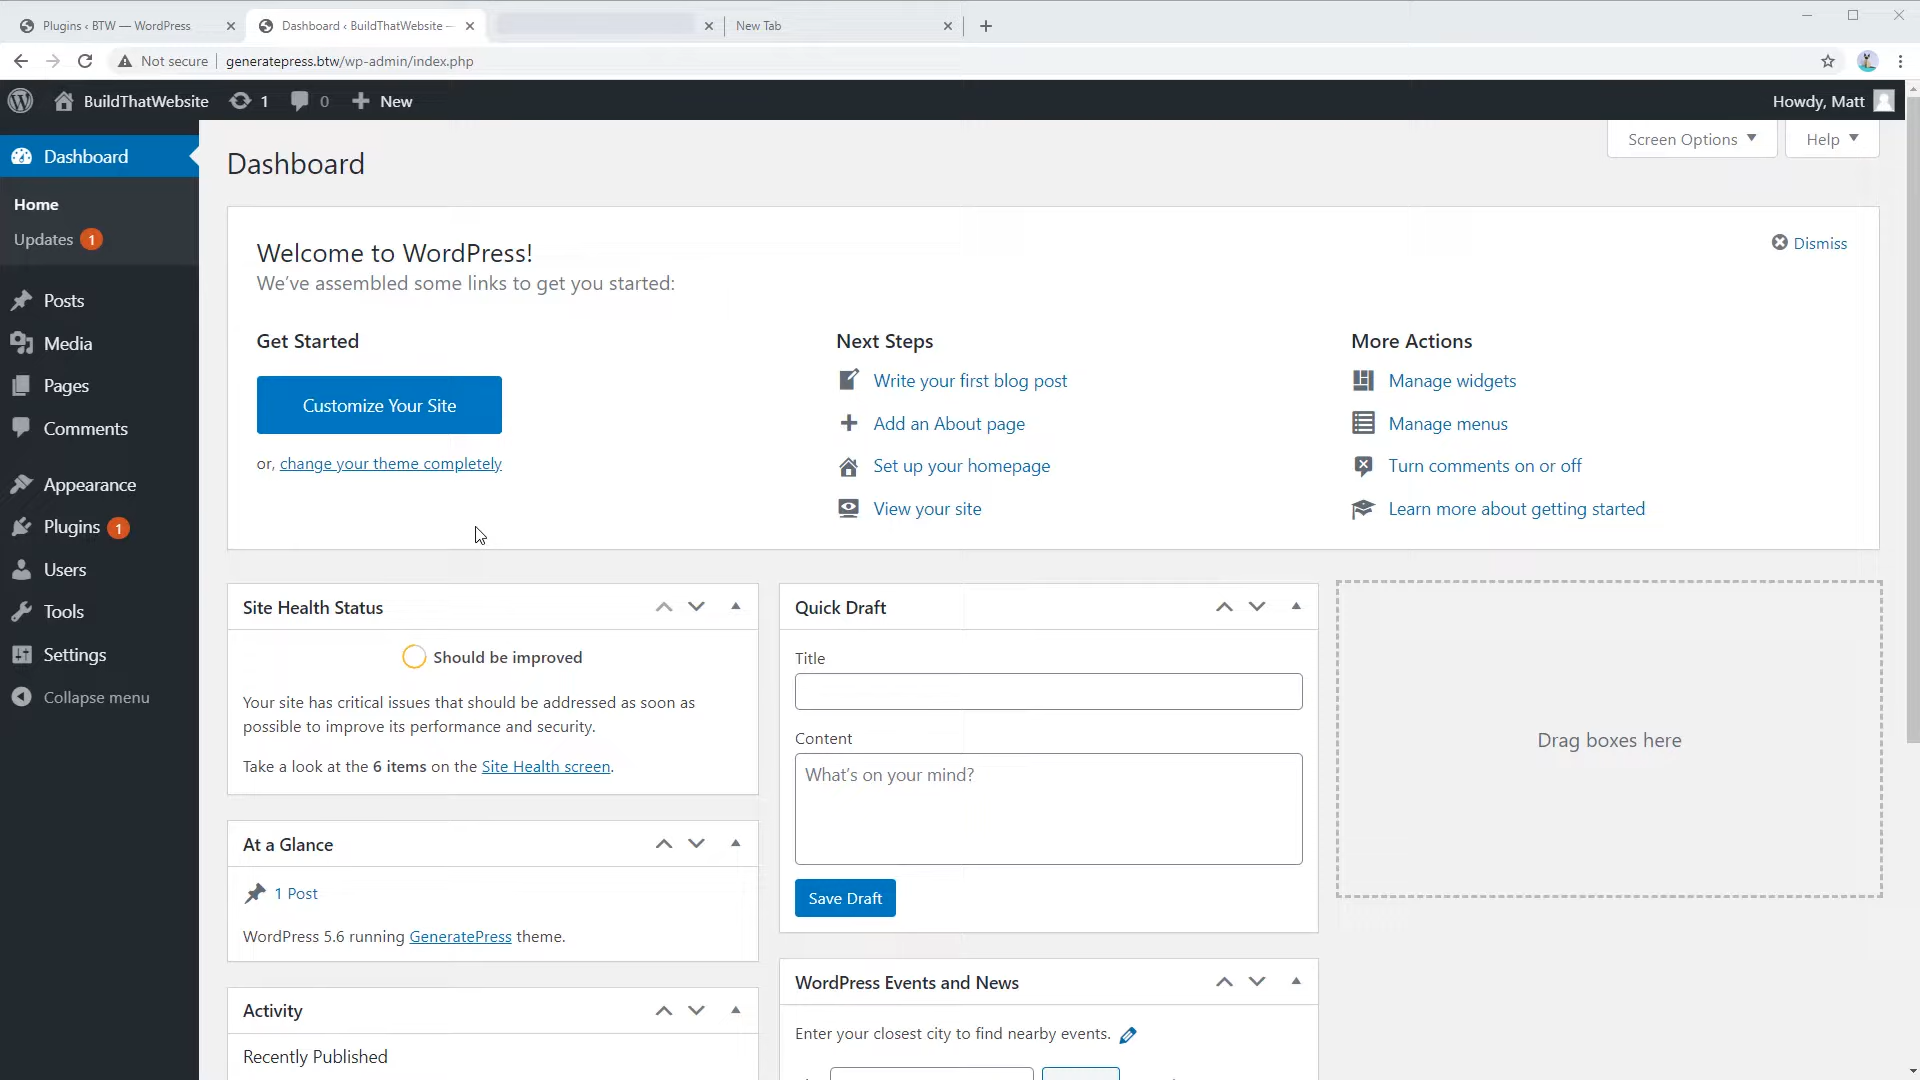 Plugins ‹ BTW — WordPress
Dashboard ‹ BuildThatWebsite —
New Tab
Not secure
generatepress.btw/wp-admin/index.php
BuildThatWebsite
1
0
New
Howdy, Matt
Dashboard
Home
Updates 1
Posts
Media
Pages
Comments
Appearance
Plugins 1
Users
Tools
Settings
Collapse menu
Screen Options
Help
Dashboard
Welcome to WordPress!
Dismiss
We’ve assembled some links to get you started:
Get Started
Customize Your Site
or, change your theme completely
Next Steps
Write your first blog post
Add an About page
Set up your homepage
View your site
More Actions
Manage widgets
Manage menus
Turn comments on or off
Learn more about getting started
Site Health Status
Should be improved
Your site has critical issues that should be addressed as soon as
possible to improve its performance and security.
Take a look at the 6 items on the Site Health screen.
At a Glance
1 Post
WordPress 5.6 running GeneratePress theme.
Activity
Recently Published
Quick Draft
Title
Content
What’s on your mind?
Save Draft
WordPress Events and News
Enter your closest city to find nearby events.
Drag boxes here